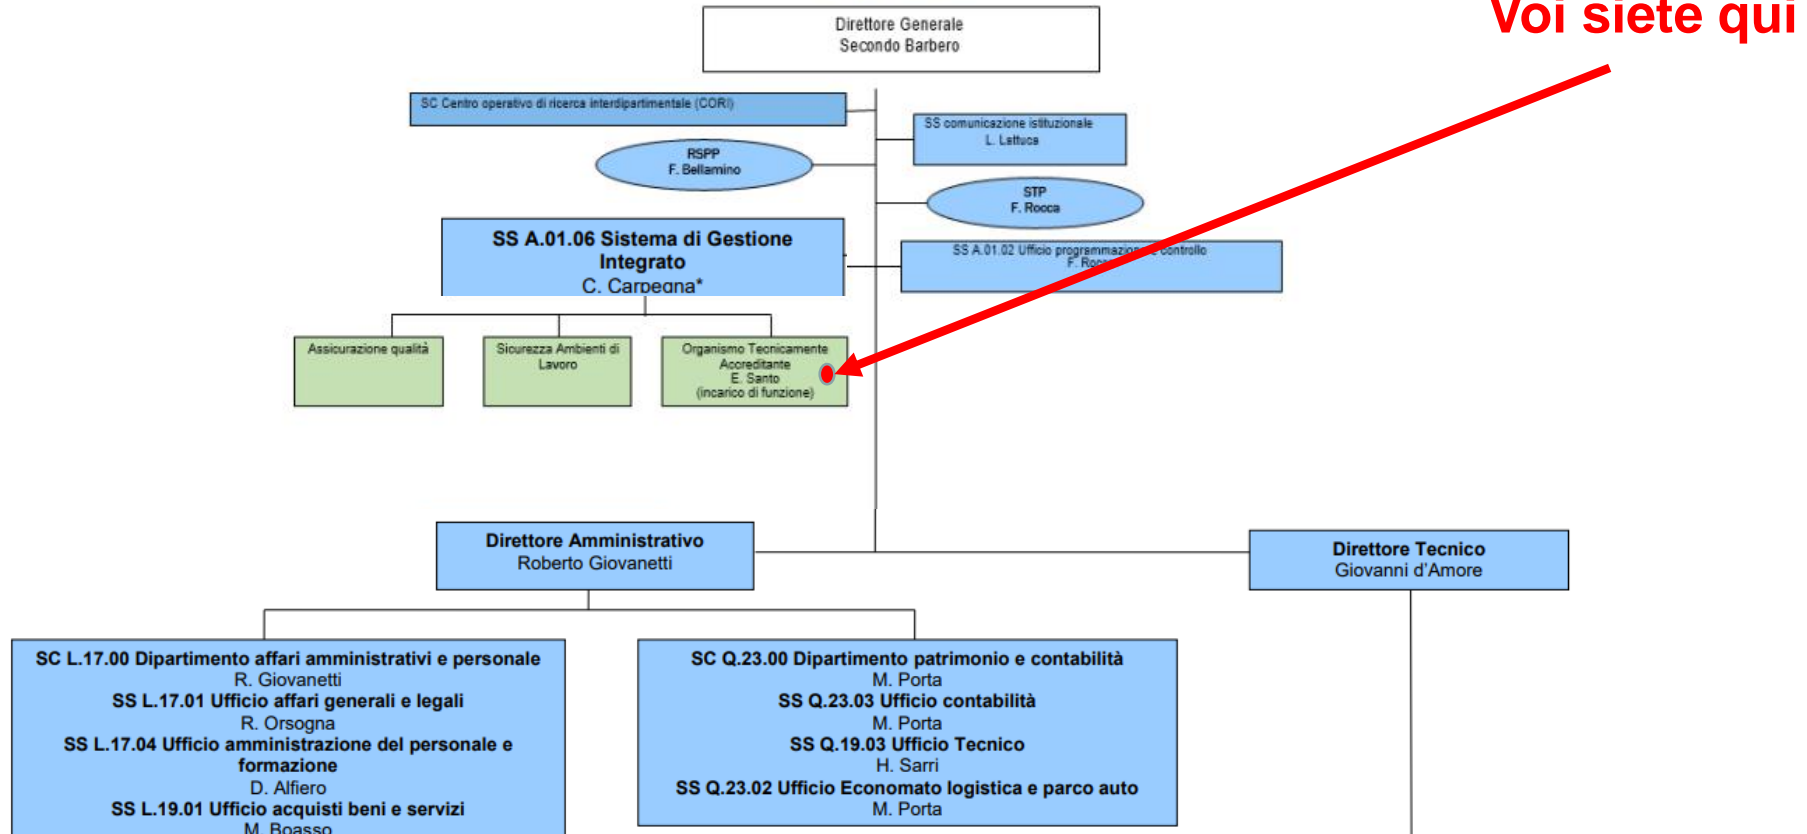 Voi siete qui
Direttore Generale
Secondo Barbero
SC Centro operativo di ricerca interdipartimentale (CORI)
SS comunicazione istituzionale
L. Lattuca
RSPP
F. Bellamino
STP
F. Rocca
SS A.01.06 Sistema di Gestione
Integrato
C. Carpegna*
SS A.01.02 Ufficio programmazione e controllo
F. Rocca
Assicurazione qualità
Sicurezza Ambienti di
Lavoro
Organismo Tecnicamente
Accreditante
E. Santo
(incarico di funzione)
Direttore Amministrativo
Roberto Giovanetti
Direttore Tecnico
Giovanni d'Amore
SC L.17.00 Dipartimento affari amministrativi e personale
R. Giovanetti
SS L.17.01 Ufficio affari generali e legali
R. Orsogna
SS L.17.04 Ufficio amministrazione del personale e
formazione
D. Alfiero
SS L.19.01 Ufficio acquisti beni e servizi
M. Boasso
SC Q.23.00 Dipartimento patrimonio e contabilità
M. Porta
SS Q.23.03 Ufficio contabilità
M. Porta
SS Q.19.03 Ufficio Tecnico
H. Sarri
SS Q.23.02 Ufficio Economato logistica e parco auto
M. Porta